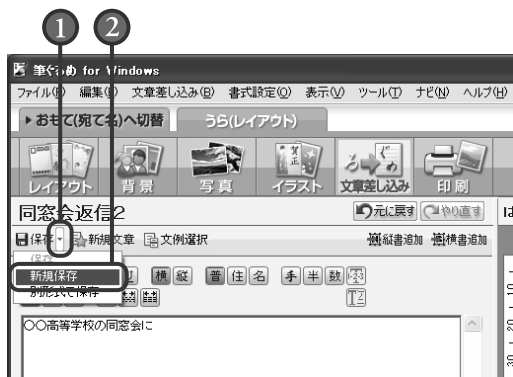 1 2
筆ぐるめ for Windows
ファイル(F) 編集(E) 文章差し込み(B) 書式設定(O) 表示(V) ツール(T) ナビ(N) ヘルプ(H)
おもて(宛て名)へ切替 うら(レイアウト)
レイアウト 背景 写真 イラスト 文章差し込み 印刷
同窓会返信2 元に戻す やり直す
保存 新規文章 文例選択 縦書追加 横書追加
保存
新規保存 横 縦 普 住 名 手 半 数
別形式で保存
〇〇高等学校の同窓会に